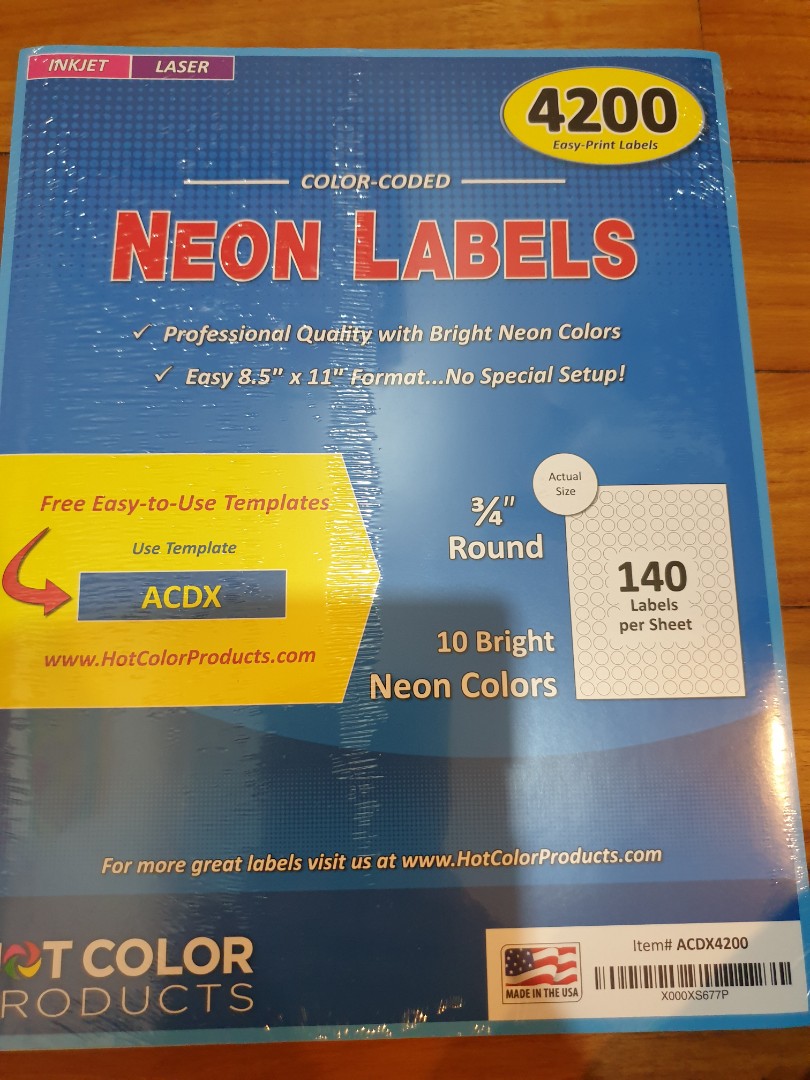 INKJET LASER
4200
Easy-Print Labels
COLOR-CODED
NEON LABELS
Professional Quality with Bright Neon Colors
Easy 8.5" x 11" Format...No Special Setup!
Free Easy-to-Use Templates
Use Template
ACDX
www.HotColorProducts.com
¾"
Round
Actual
Size
140
Labels
per Sheet
10 Bright
Neon Colors
For more great labels visit us at www.HotColorProducts.com
HOT COLOR
PRODUCTS
MADE IN THE USA
Item# ACDX4200
X000XS677P